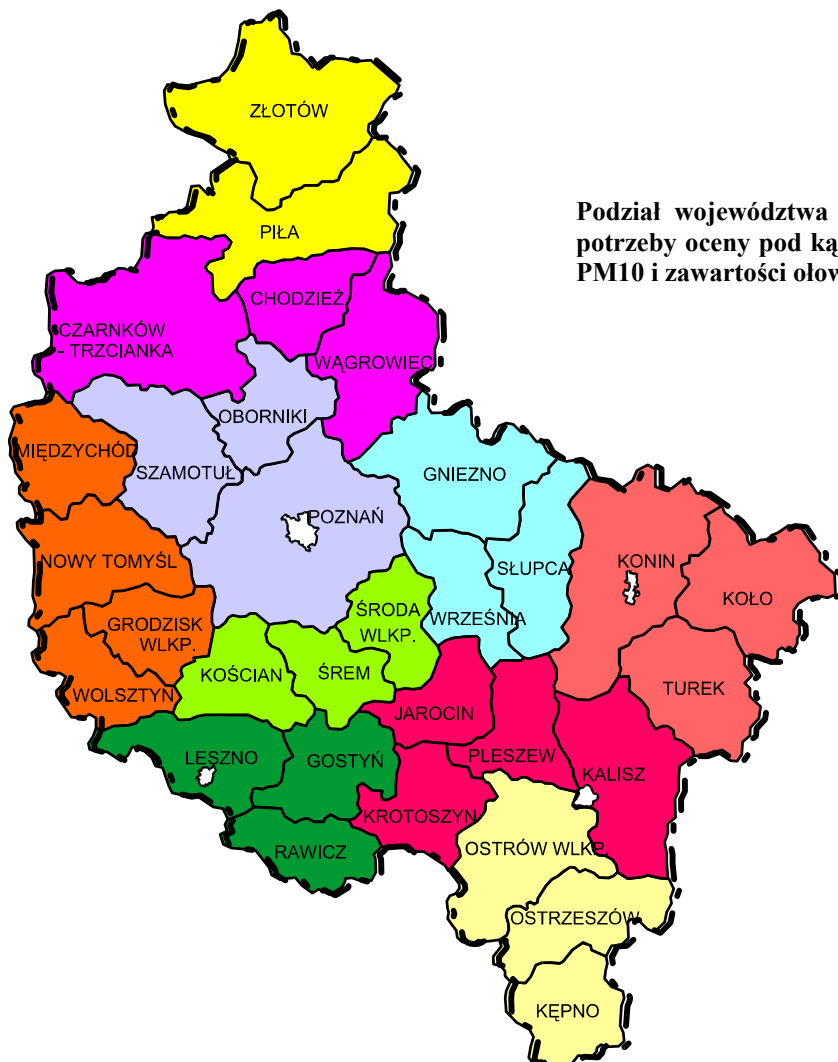 ZŁOTÓW
Podział województwa
potrzeby oceny pod ką
PM10 i zawartości ołow
PIŁA
CHODZIEŻ
CZARNKÓW
- TRZCIANKA
WĄGROWIEC
OBORNIKI
MIĘDZYCHÓD
SZAMOTUŁ
GNIEZNO
POZNAŃ
NOWY TOMYŚL
SŁUPCA
KONIN
KOŁO
ŚRODA
WLKP.
WRZEŚNIA
GRODZISK
WLKP.
KOŚCIAN
ŚREM
WOLSZTYN
TUREK
JAROCIN
LESZNO
GOSTYŃ
PLESZEW
KALISZ
KROTOSZYN
RAWICZ
OSTRÓW WLKP.
OSTRZESZÓW
KĘPNO